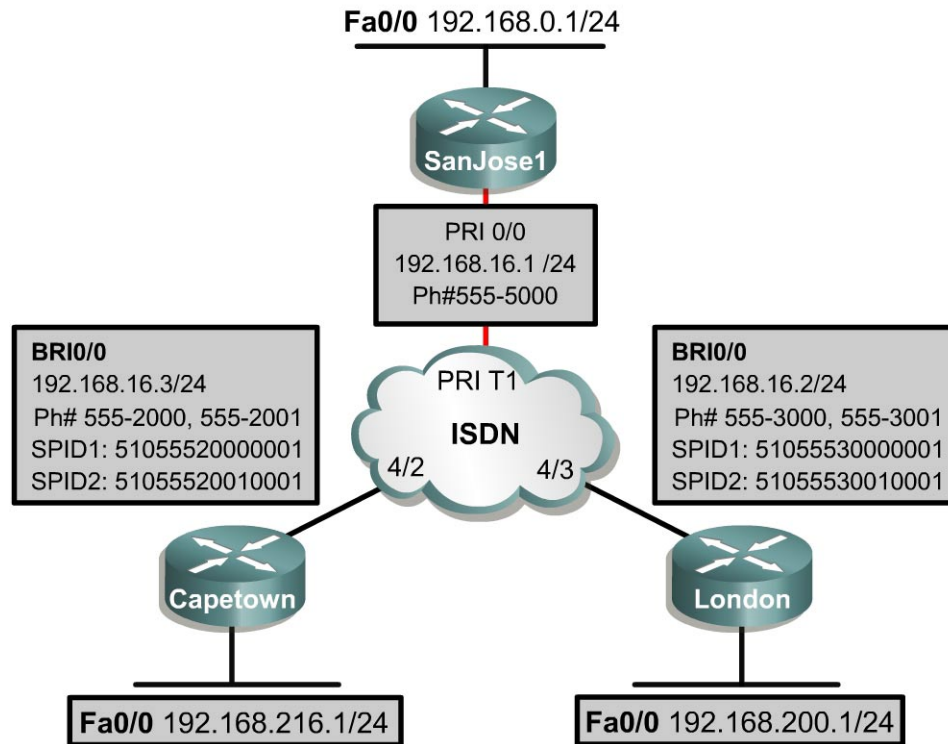 Fa0/0 192.168.0.1/24
SanJose1
PRI 0/0
192.168.16.1 /24
Ph#555-5000
BRI0/0
192.168.16.3/24
Ph# 555-2000, 555-2001
SPID1: 51055520000001
SPID2: 51055520010001
PRI T1
ISDN
4/2
4/3
BRI0/0
192.168.16.2/24
Ph# 555-3000, 555-3001
SPID1: 51055530000001
SPID2: 51055530010001
Capetown
London
Fa0/0 192.168.216.1/24
Fa0/0 192.168.200.1/24